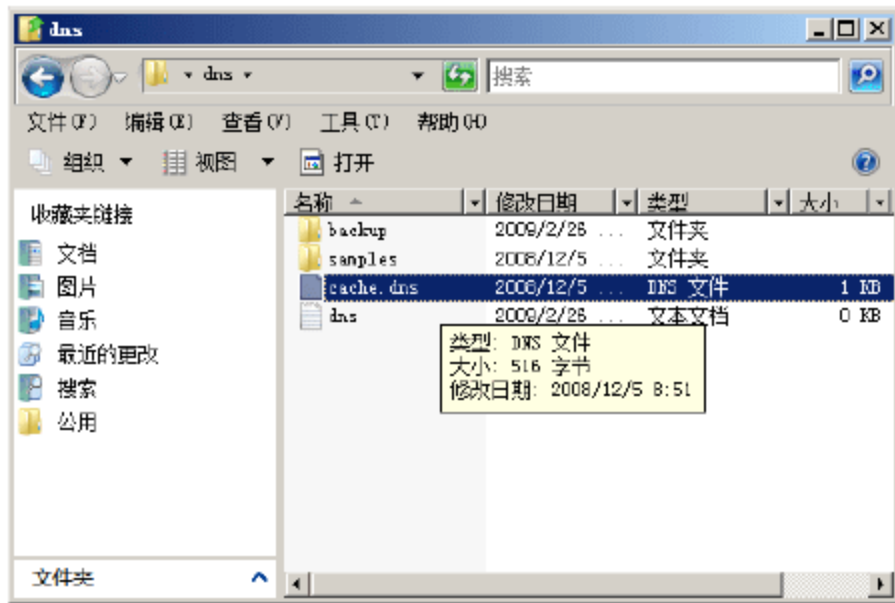 dns
dns
搜索
文件(F) 编辑(E) 查看(V) 工具(T) 帮助(H)
组织 视图 打开
收藏夹链接
文档
图片
音乐
最近的更改
搜索
公用
文件夹
名称 修改日期 类型 大小
backup 2009/2/26 ... 文件夹
samples 2008/12/5 ... 文件夹
cache.dns 2008/12/5 ... DNS 文件 1 KB
dns 2009/2/26 ... 文本文档 0 KB
类型: DNS 文件
大小: 516 字节
修改日期: 2008/12/5 8:51